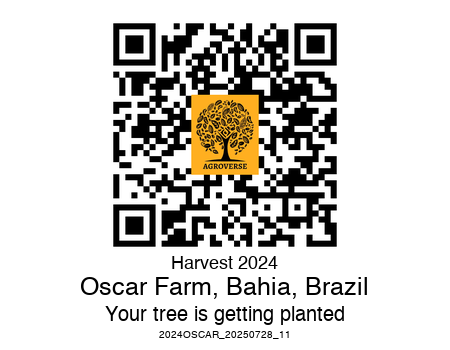 AGROVERSE
Harvest 2024
Oscar Farm, Bahia, Brazil
Your tree is getting planted
2024OSCAR_20250728_11